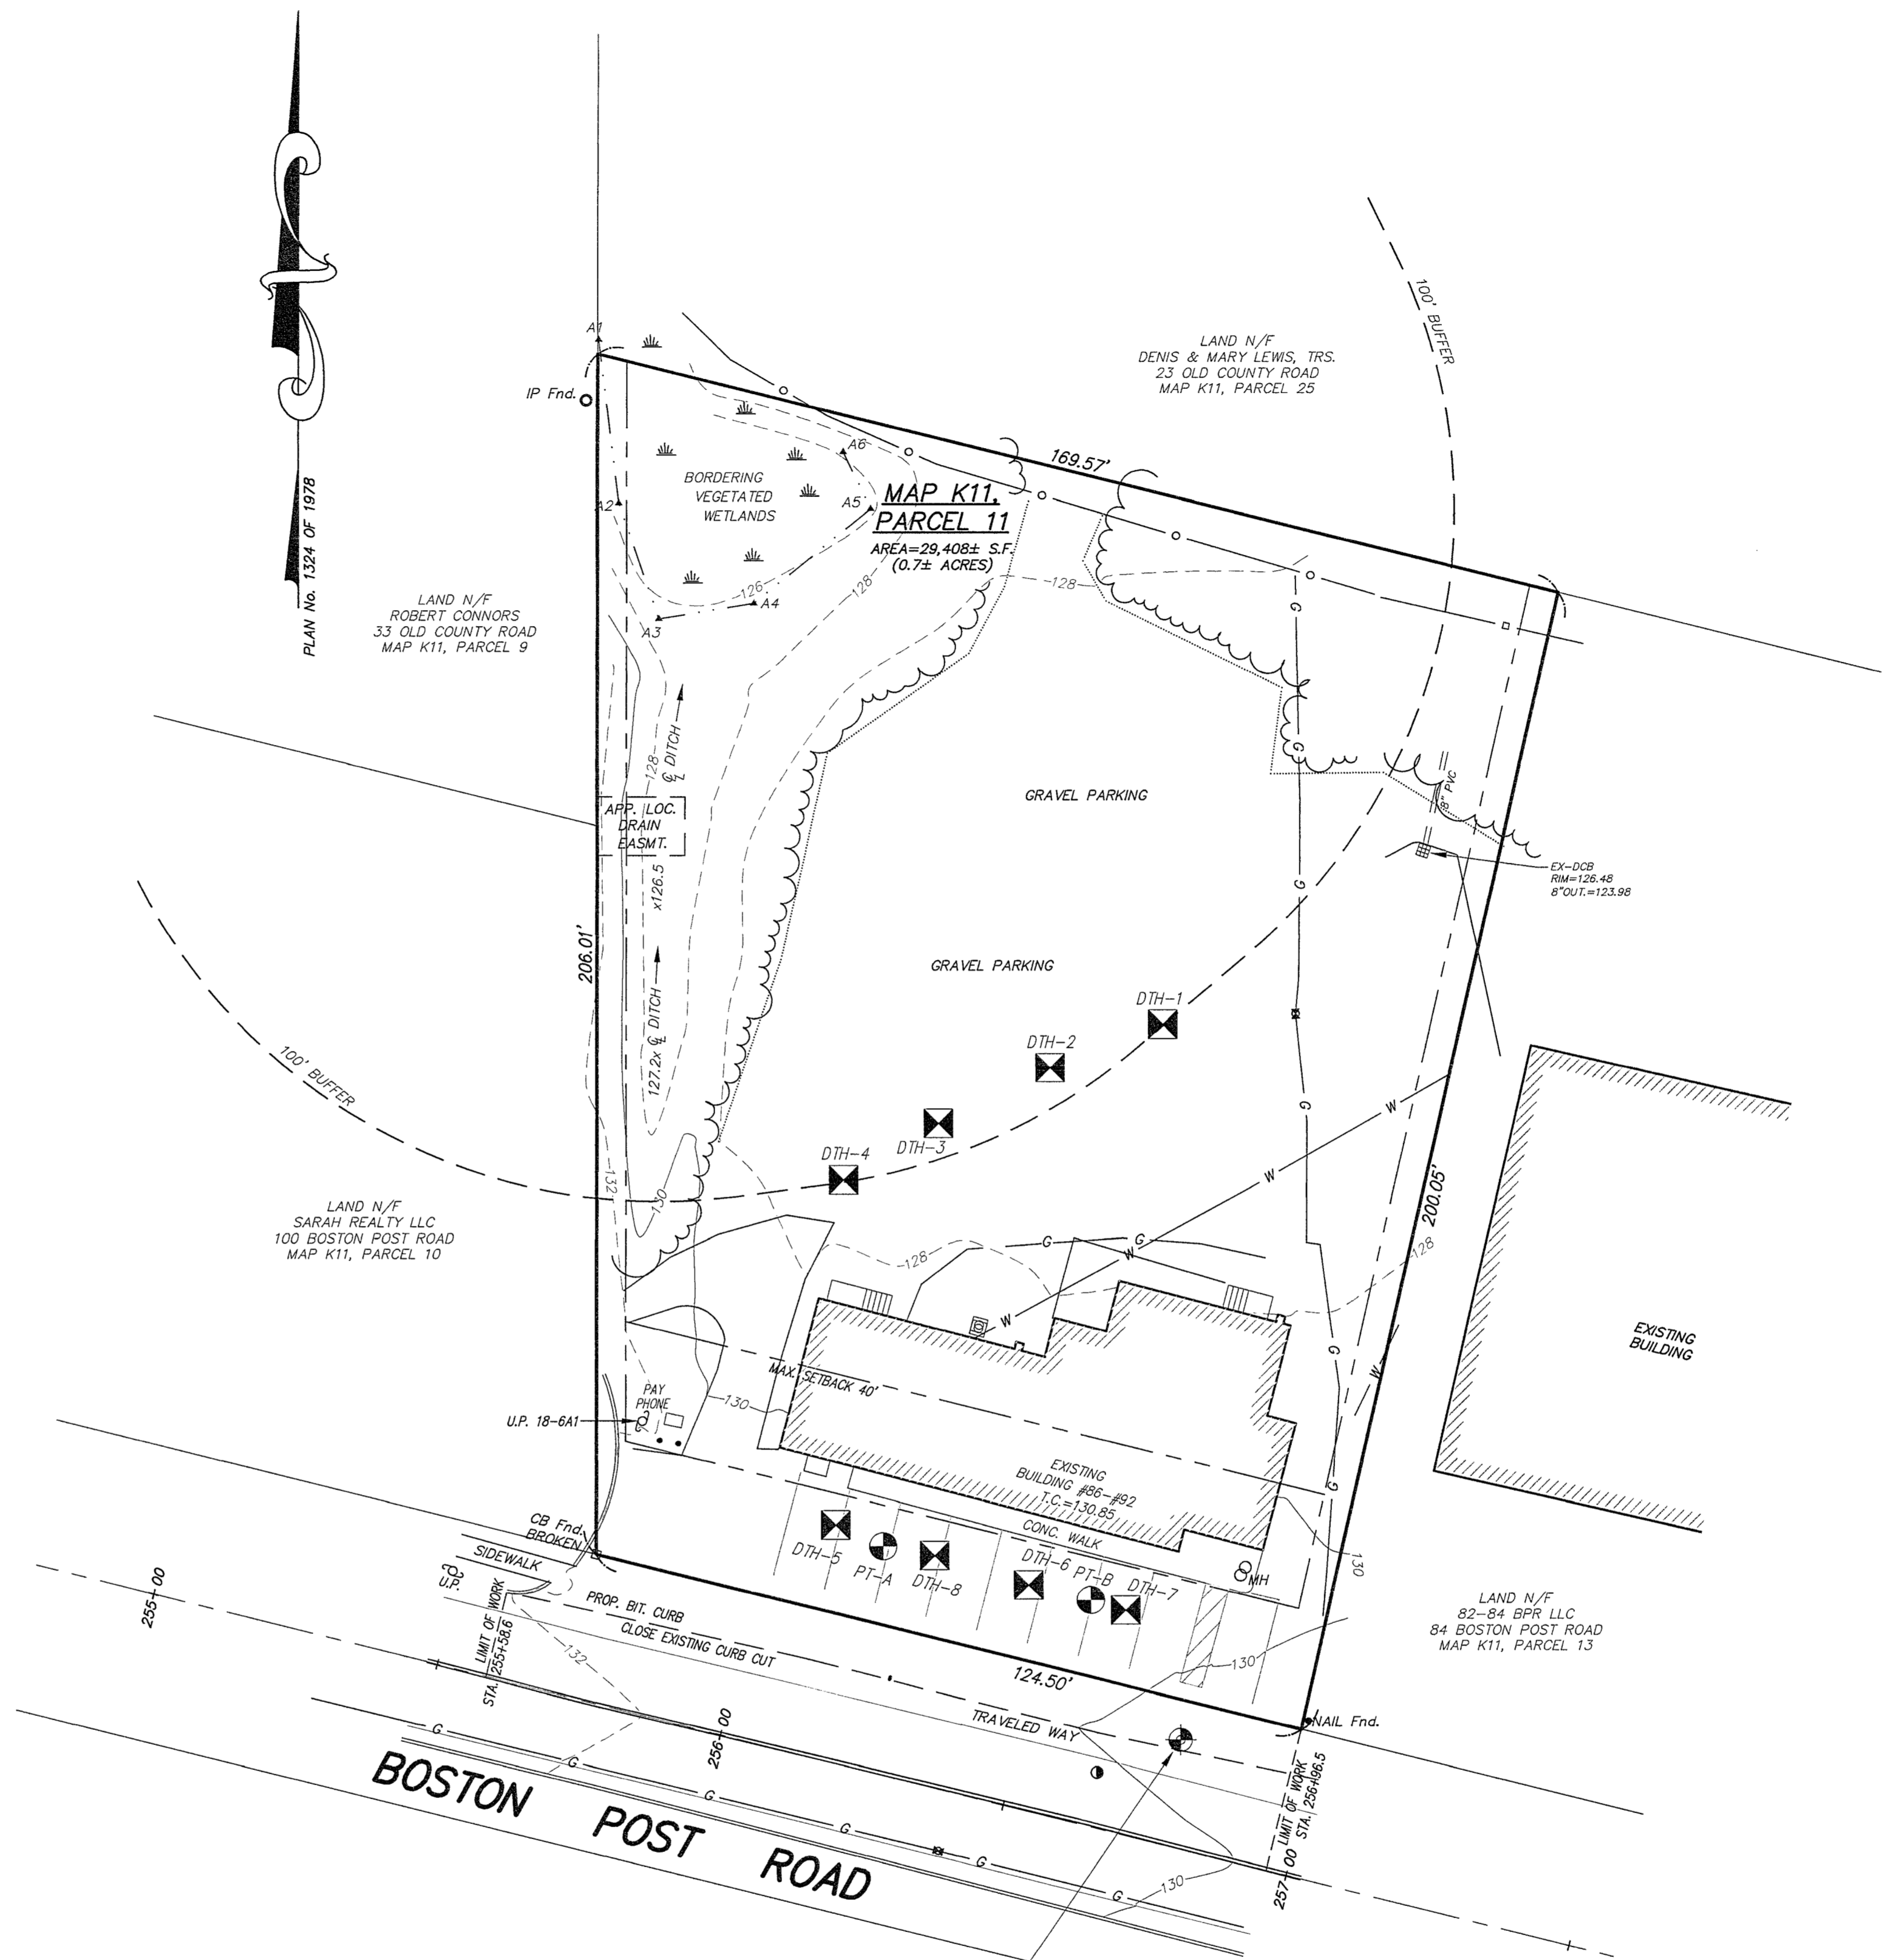 PLAN No. 1324 OF 1978
A1
IP Fnd.
LAND N/F
DENIS & MARY LEWIS, TRS.
23 OLD COUNTY ROAD
MAP K11, PARCEL 25
100' BUFFER
169.57'
A6
BORDERING
VEGETATED
WETLANDS
A5
A2
MAP K11,
PARCEL 11
AREA=29,408± S.F.
(0.7± ACRES)
126
128
128
A4
A3
LAND N/F
ROBERT CONNORS
33 OLD COUNTY ROAD
MAP K11, PARCEL 9
G
128
℄ DITCH
G
8" PVC
GRAVEL PARKING
APP. LOC.
DRAIN
EASMT.
x126.5
EX-DCB
RIM=126.48
8"OUT.=123.98
G
206.01'
GRAVEL PARKING
127.2x ℄ DITCH
DTH-1
DTH-2
DTH-3
DTH-4
100' BUFFER
G
W
W
132
130
200.05'
LAND N/F
SARAH REALTY LLC
100 BOSTON POST ROAD
MAP K11, PARCEL 10
G
G
W
128
128
W
G
W
EXISTING
BUILDING
MAX. SETBACK 40'
PAY
PHONE
130
U.P. 18-6A1
EXISTING
BUILDING #86-#92
T.C.=130.85
G
CONC. WALK
CB Fnd.
BROKEN
SIDEWALK
U.P.
DTH-5
PT-A
DTH-8
DTH-6
PT-B
DTH-7
MH
130
255+00
LIMIT OF WORK
STA. 255+58.6
PROP. BIT. CURB
CLOSE EXISTING CURB CUT
132
LAND N/F
82-84 BPR LLC
84 BOSTON POST ROAD
MAP K11, PARCEL 13
130
124.50'
TRAVELED WAY
NAIL Fnd.
256+00
LIMIT OF WORK
STA. 256+96.5
257+00
G
G
G
G
G
G
130
BOSTON POST ROAD